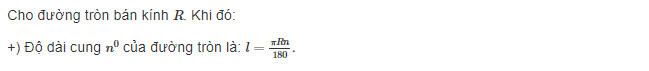 Cho đường tròn bán kính R. Khi đó:
+) Độ dài cung n⁰ của đường tròn là: l = πRn/180.